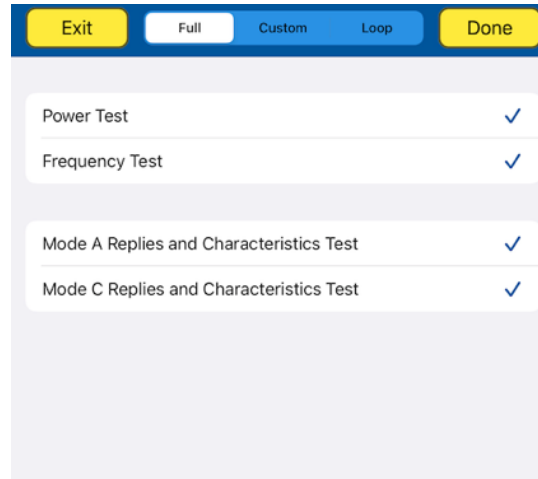 Exit Full Custom Loop Done
Power Test
Frequency Test
Mode A Replies and Characteristics Test
Mode C Replies and Characteristics Test